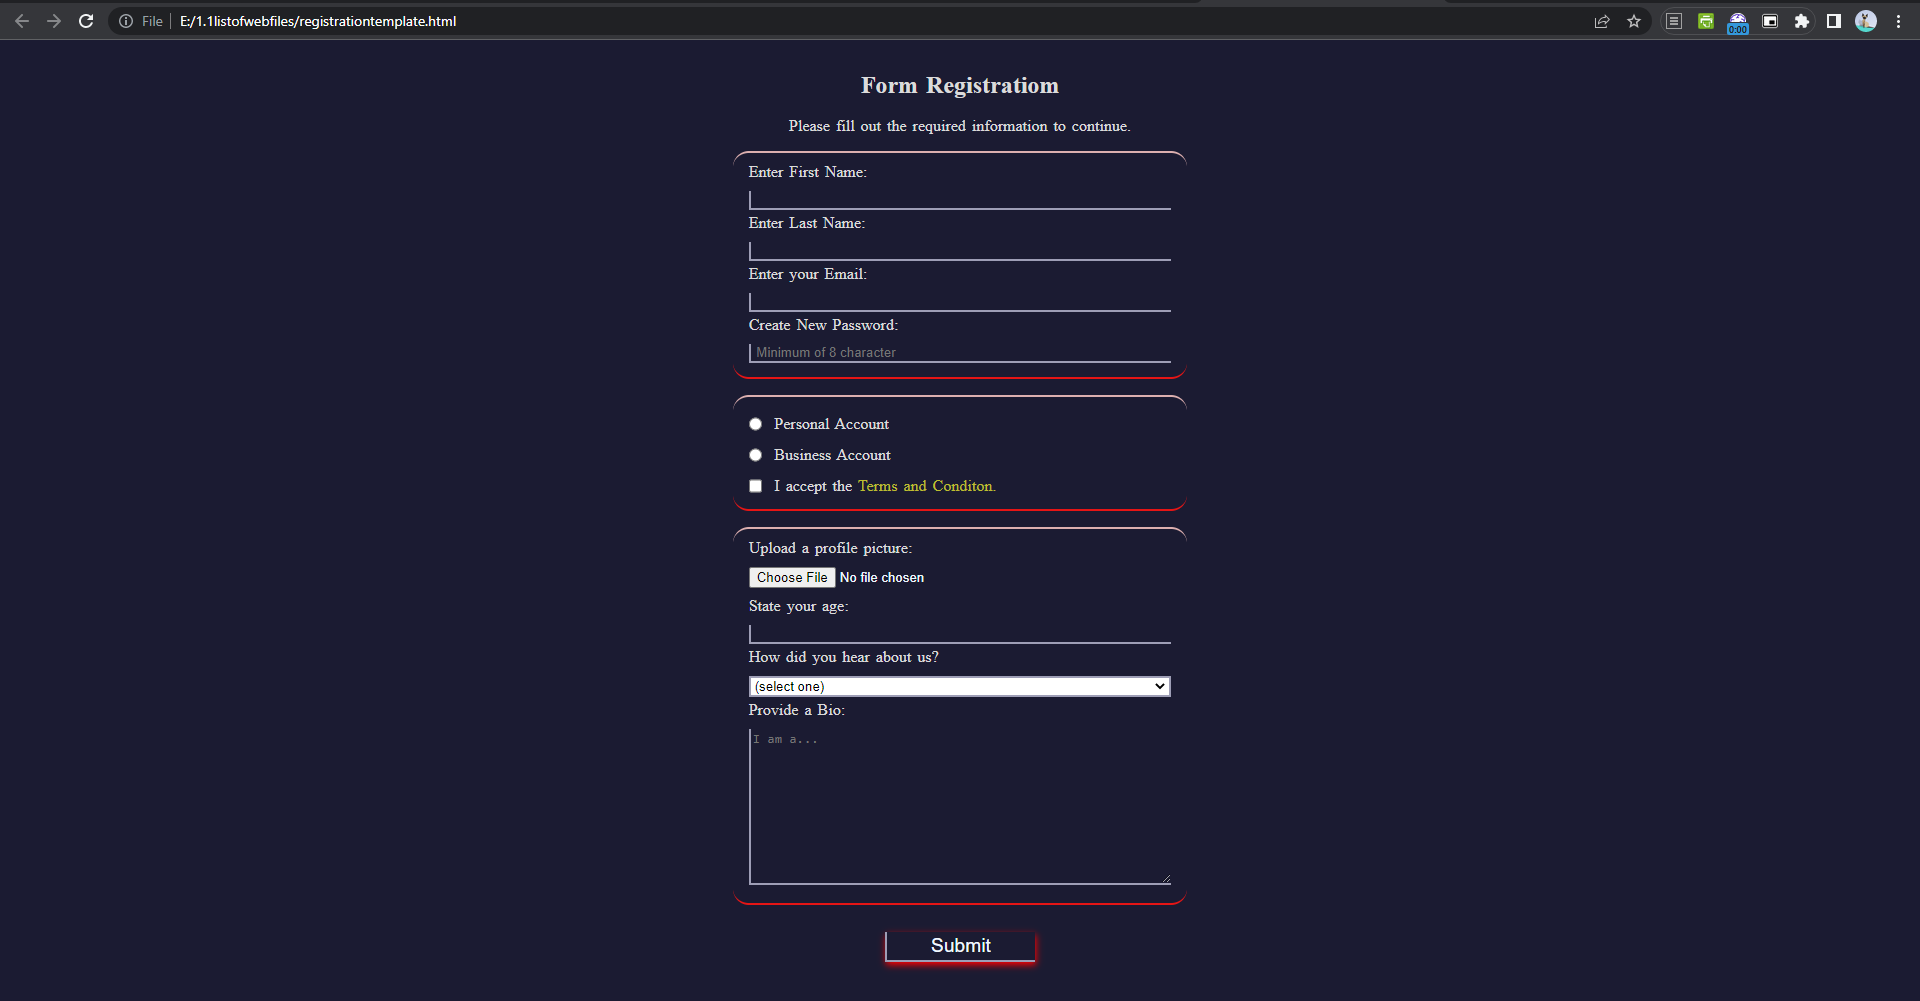 File
E:/1.1listofwebfiles/registrationtemplate.html
0:00
Form Registratiom
Please fill out the required information to continue.
Enter First Name:
Enter Last Name:
Enter your Email:
Create New Password:
Minimum of 8 character
Personal Account
Business Account
I accept the Terms and Conditon.
Upload a profile picture:
Choose File No file chosen
State your age:
How did you hear about us?
(select one)
Provide a Bio:
I am a...
Submit